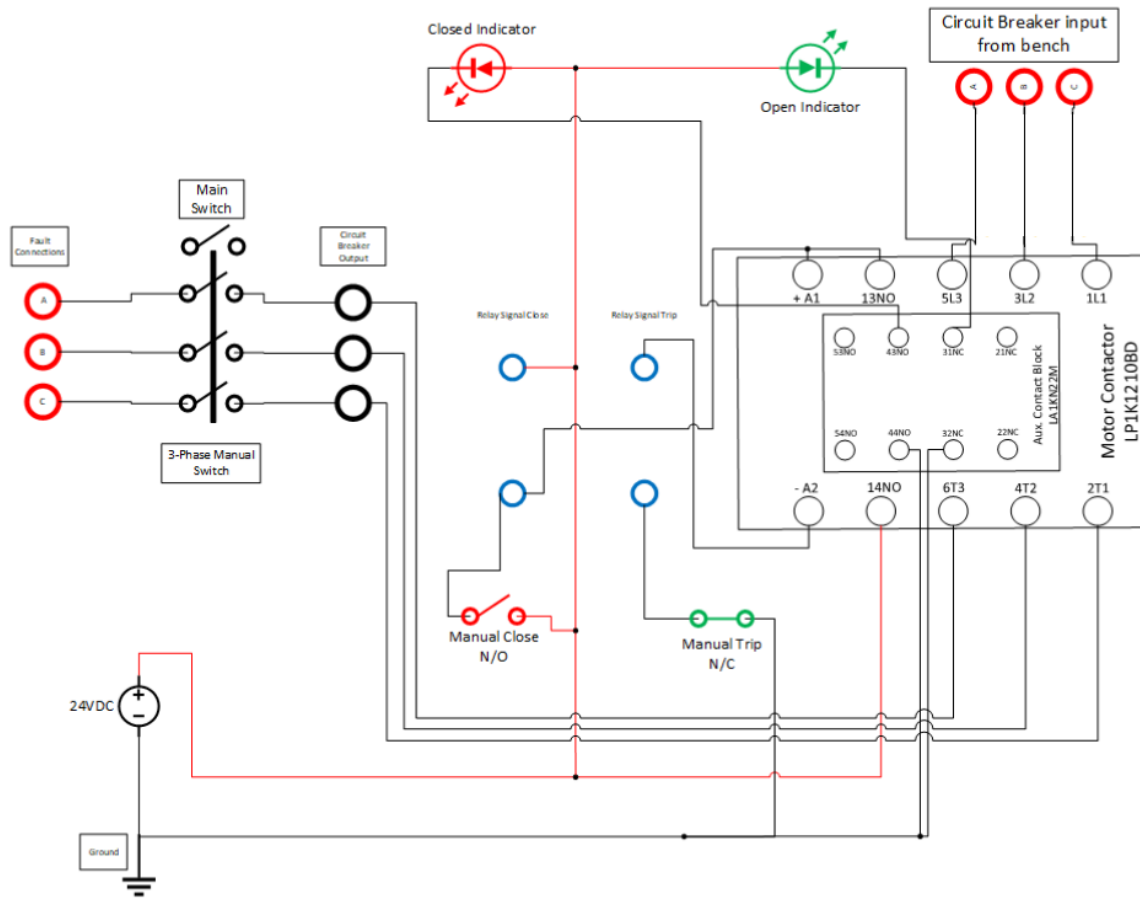 Closed Indicator
Circuit Breaker input
from bench
A
B
C
Open Indicator
Main
Switch
Fault
Connections
Circuit
Breaker
Output
A
B
C
3-Phase Manual
Switch
Relay Signal Close
Relay Signal Trip
+ A1
13NO
5L3
3L2
1L1
53NO
43NO
31NC
21NC
54NO
44NO
32NC
22NC
Aux. Contact Block
LA1KN22M
Motor Contactor
LP1K1210BD
- A2
14NO
6T3
4T2
2T1
Manual Close
N/O
Manual Trip
N/C
24VDC
+
−
Ground